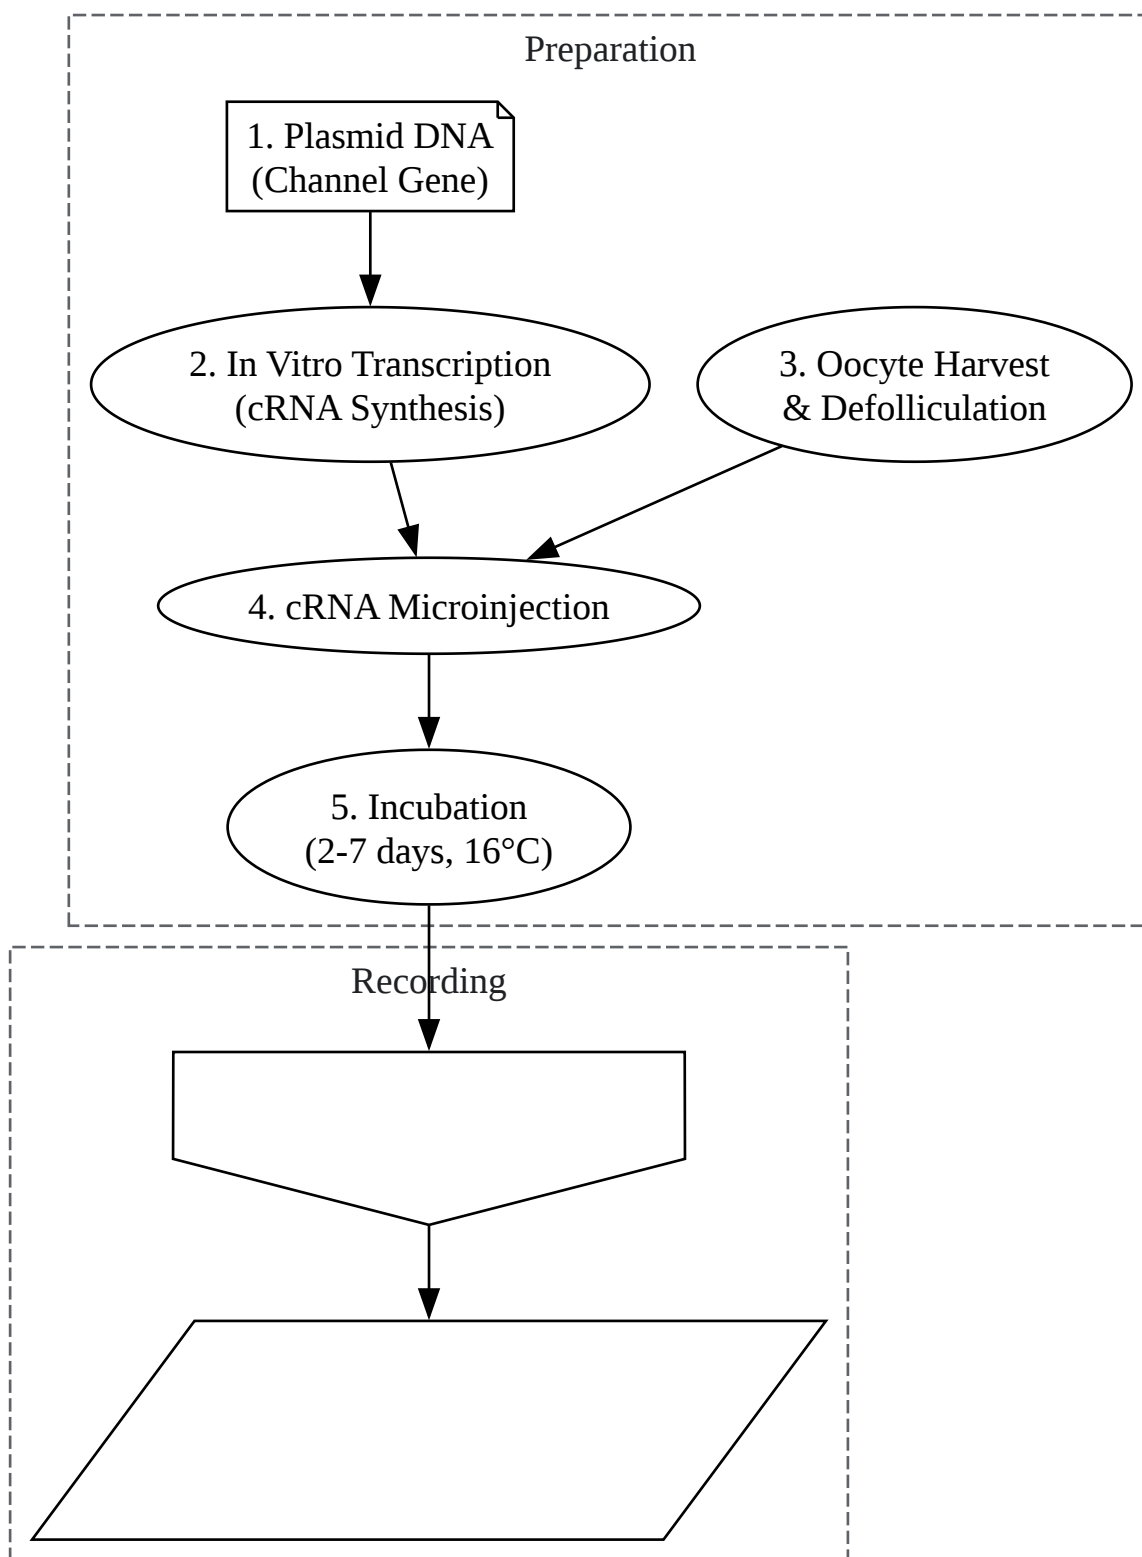 Preparation
1. Plasmid DNA
(Channel Gene)
2. In Vitro Transcription
(cRNA Synthesis)
3. Oocyte Harvest
& Defolliculation
4. cRNA Microinjection
5. Incubation
(2-7 days, 16°C)
Recording